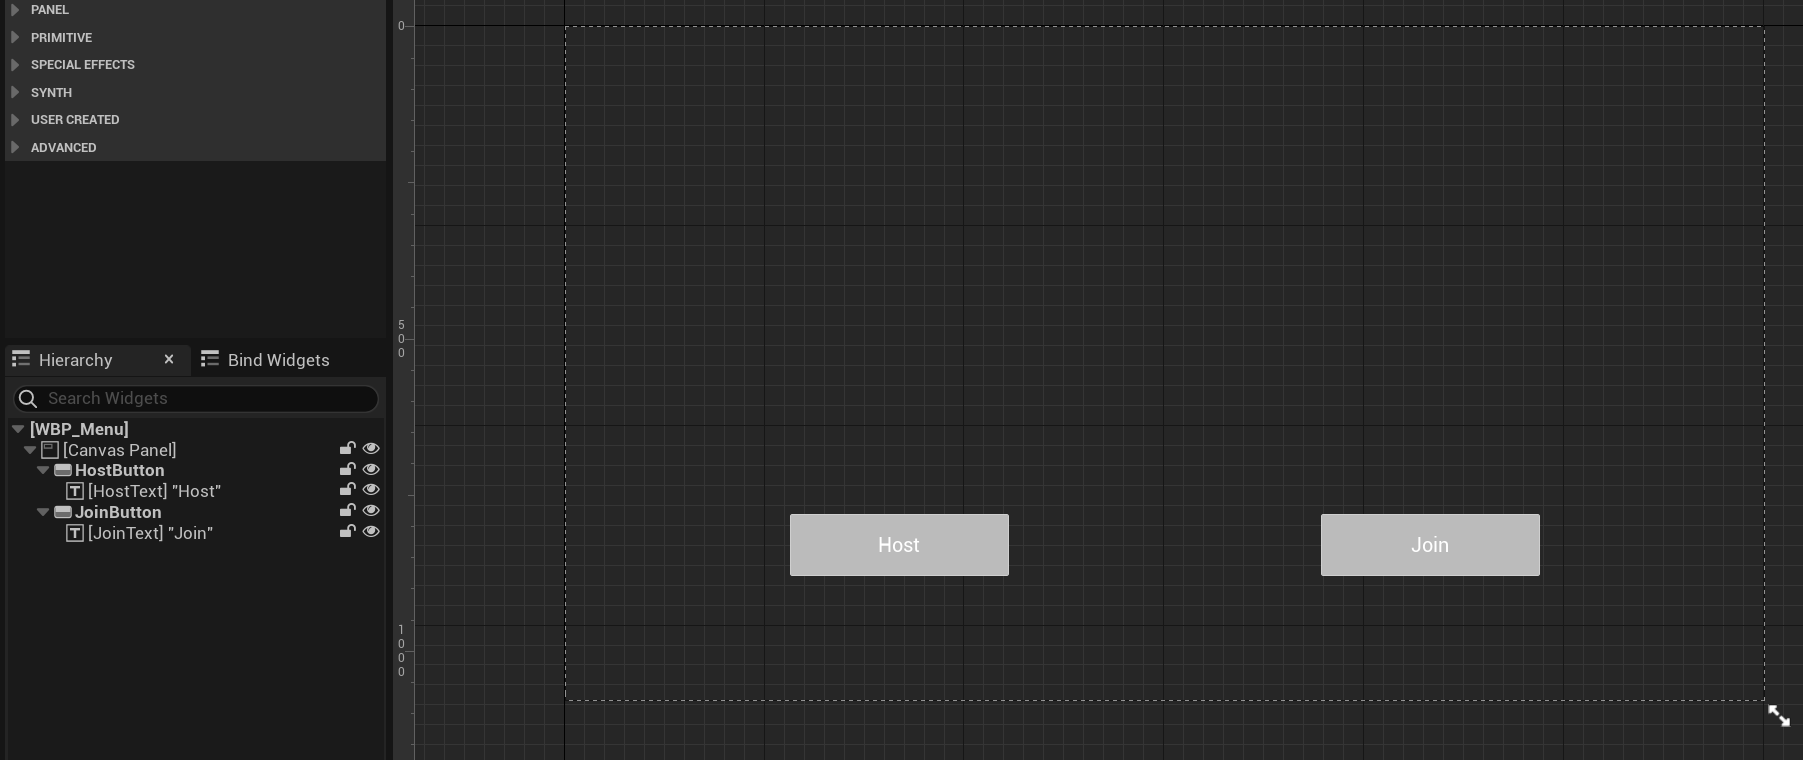 PANEL
PRIMITIVE
SPECIAL EFFECTS
SYNTH
USER CREATED
ADVANCED
Hierarchy ×
Bind Widgets
Search Widgets
[WBP_Menu]
[Canvas Panel]
HostButton
[HostText] "Host"
JoinButton
[JoinText] "Join"
0
500
1000
Host
Join